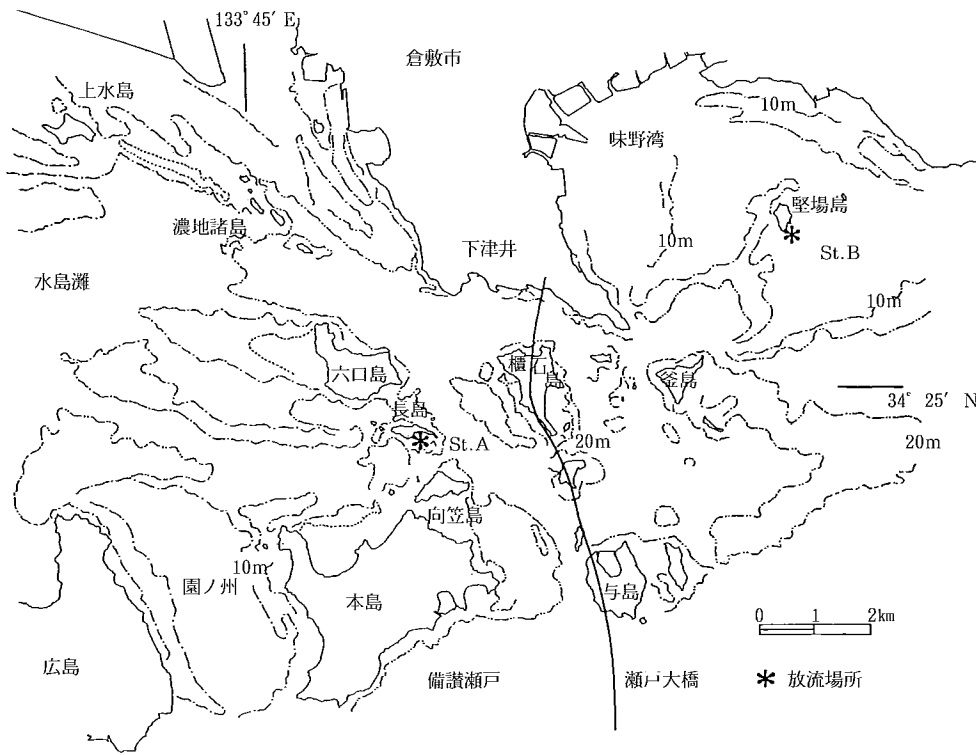 133°45′E
倉敷市
上水島
10m
味野湾
堅場島
濃地諸島
下津井
10m
St.B
水島灘
10m
六口島
櫃石島
釜島
34° 25′ N
長島
St.A
20m
20m
向笠島
10m
園ノ州
本島
与島
0 1 2km
広島
備讃瀬戸
瀬戸大橋
* 放流場所